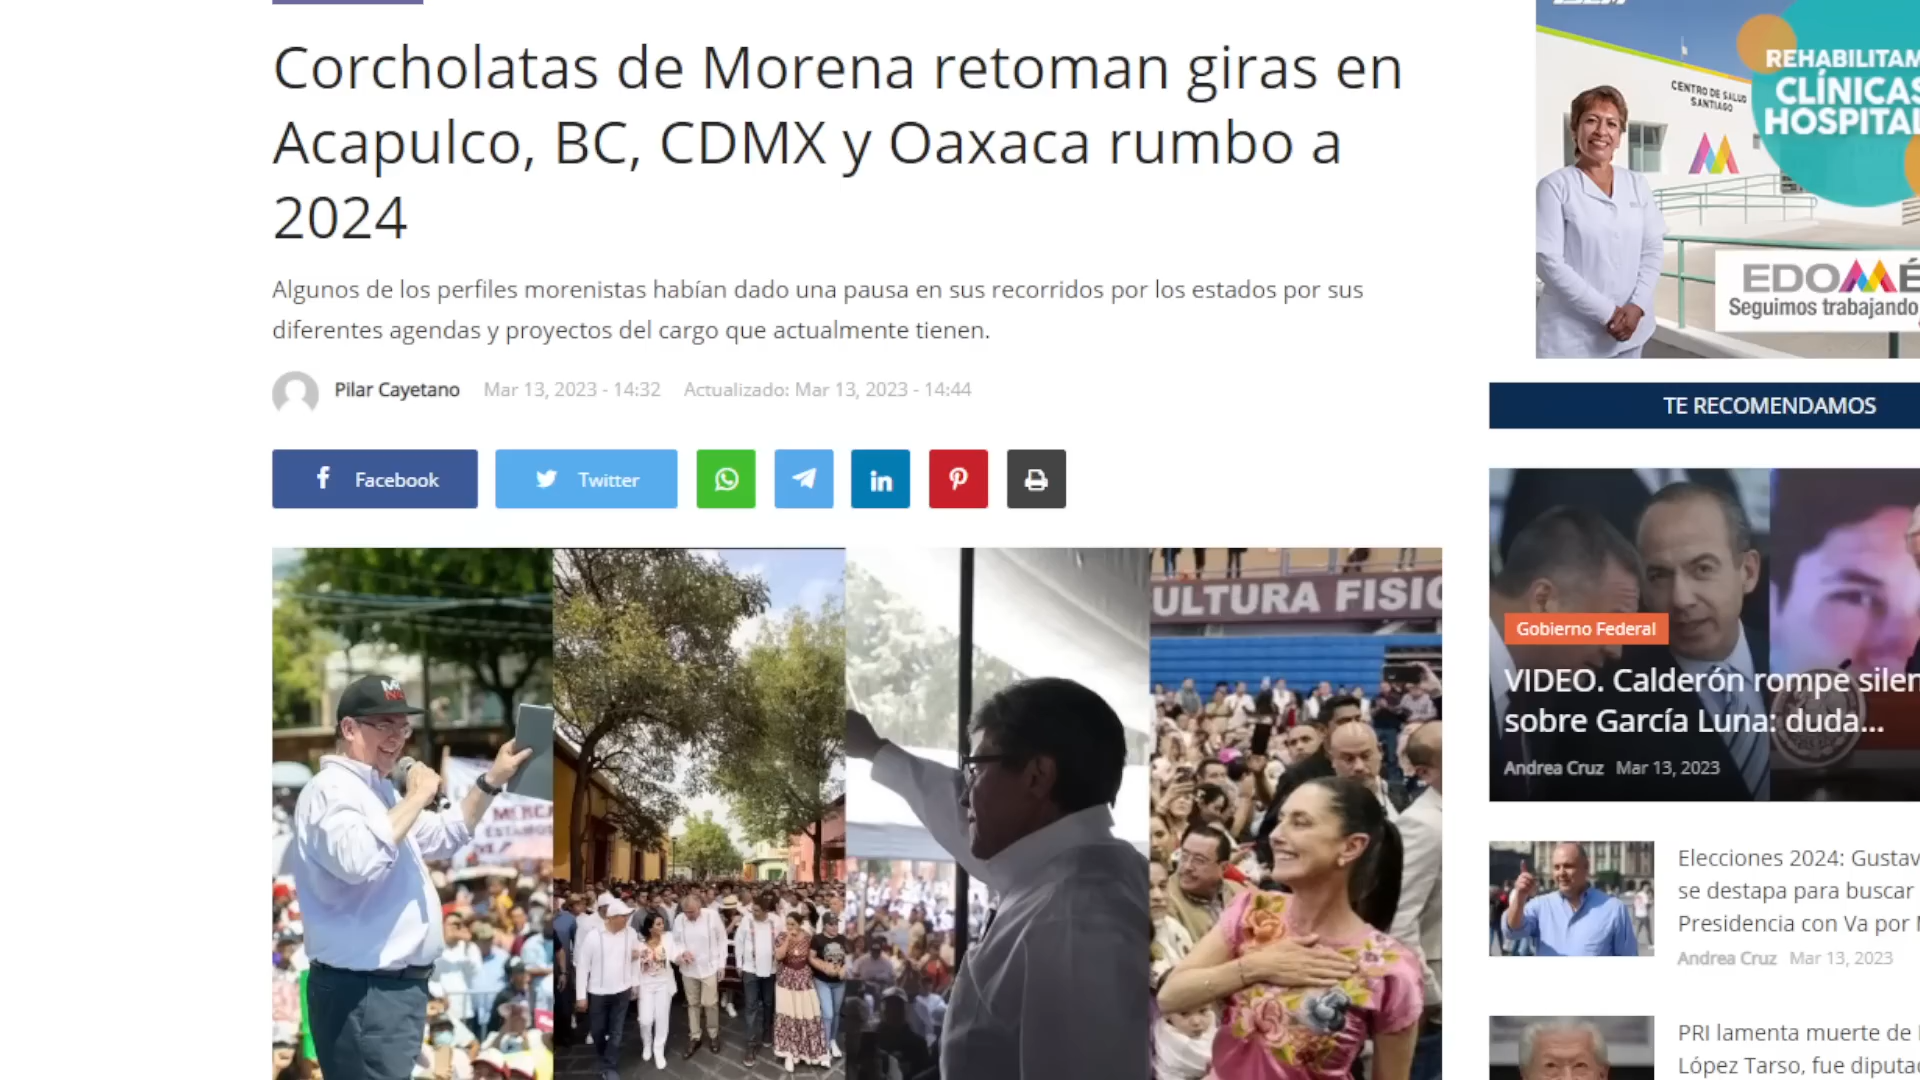 Corcholatas de Morena retoman giras en
Acapulco, BC, CDMX y Oaxaca rumbo a
2024
Algunos de los perfiles morenistas habían dado una pausa en sus recorridos por los estados por sus
diferentes agendas y proyectos del cargo que actualmente tienen.
Pilar Cayetano Mar 13, 2023 - 14:32 Actualizado: Mar 13, 2023 - 14:44
Facebook
Twitter
ULTURA FISIC
REHABILITAM
CLÍNICAS
HOSPITAL
CENTRO DE SALUD
SANTIAGO
EDOMÉ
Seguimos trabajando
TE RECOMENDAMOS
Gobierno Federal
VIDEO. Calderón rompe silen
sobre García Luna: duda...
Andrea Cruz Mar 13, 2023
Elecciones 2024: Gustav
se destapa para buscar
Presidencia con Va por
Andrea Cruz Mar 13, 2023
PRI lamenta muerte de
López Tarso, fue diputa